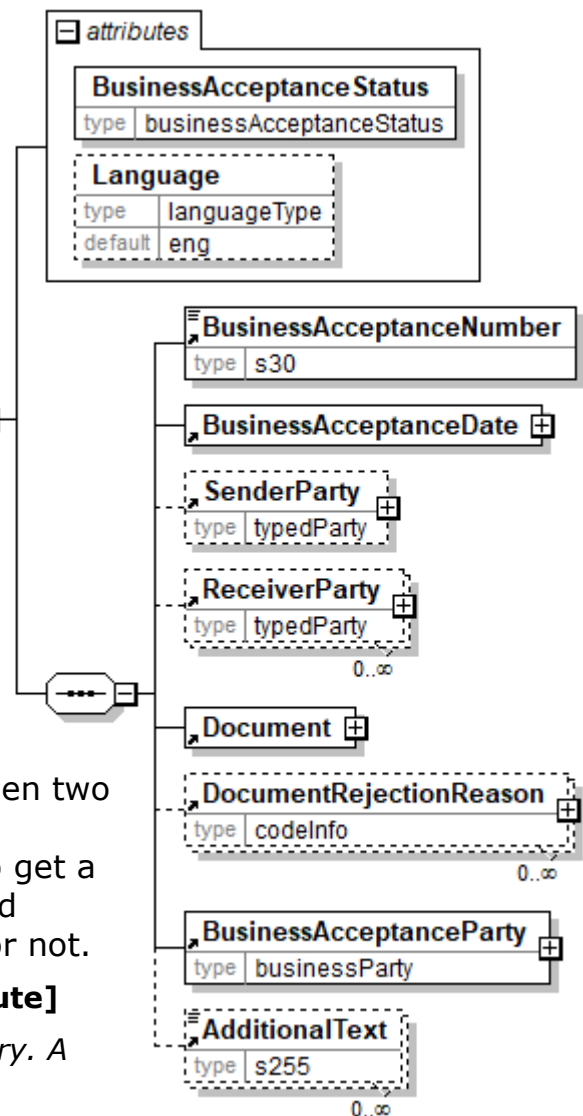 attributes
BusinessAcceptanceStatus
type businessAcceptanceStatus
Language
type languageType
default eng
BusinessAcceptanceNumber
type s30
BusinessAcceptanceDate
SenderParty
type typedParty
ReceiverParty
type typedParty
0..∞
Document
DocumentRejectionReason
type codeInfo
0..∞
BusinessAcceptanceParty
type businessParty
AdditionalText
type s255
0..∞
en two
get a
or not.
ute]
ry. A